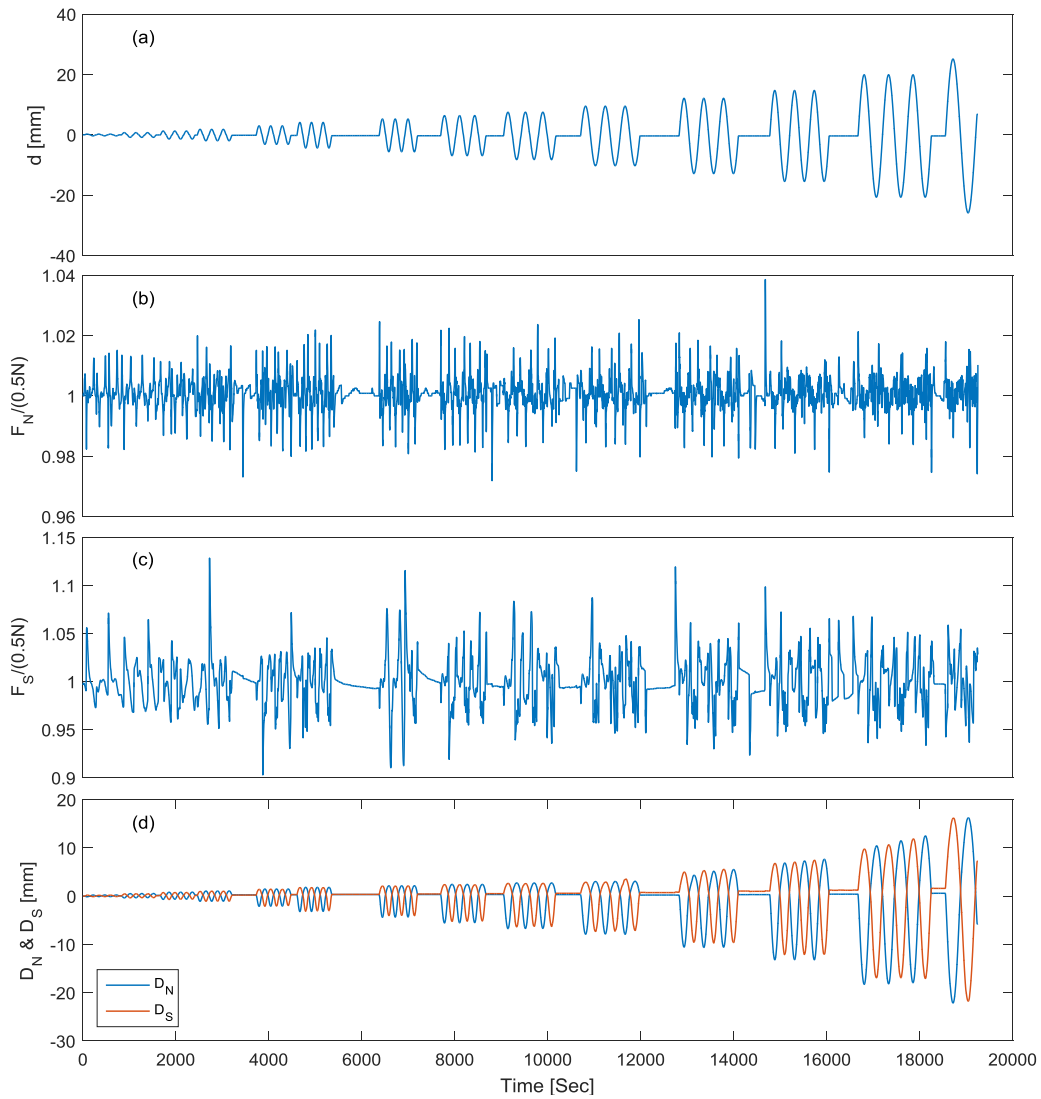 40
(a)
20
0
-20
-40
d [mm]
1.04
(b)
1.02
1
0.98
0.96
F_N/(0.5N)
1.15
(c)
1.1
1.05
1
0.95
0.9
F_S/(0.5N)
20
(d)
10
0
-10
-20
-30
D_N & D_S [mm]
D_N
D_S
0 2000 4000 6000 8000 10000 12000 14000 16000 18000 20000
Time [Sec]